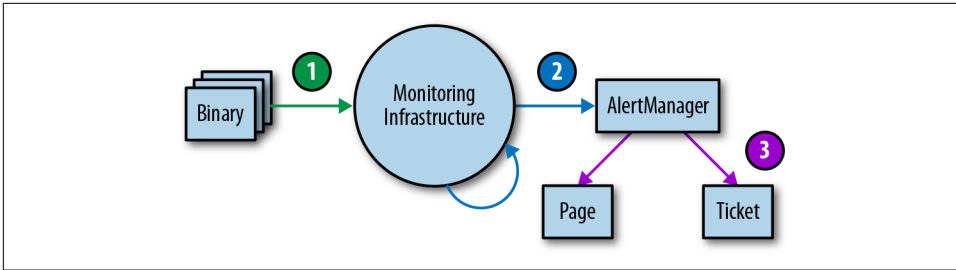 1
2
3
Binary
Monitoring
Infrastructure
AlertManager
Page
Ticket